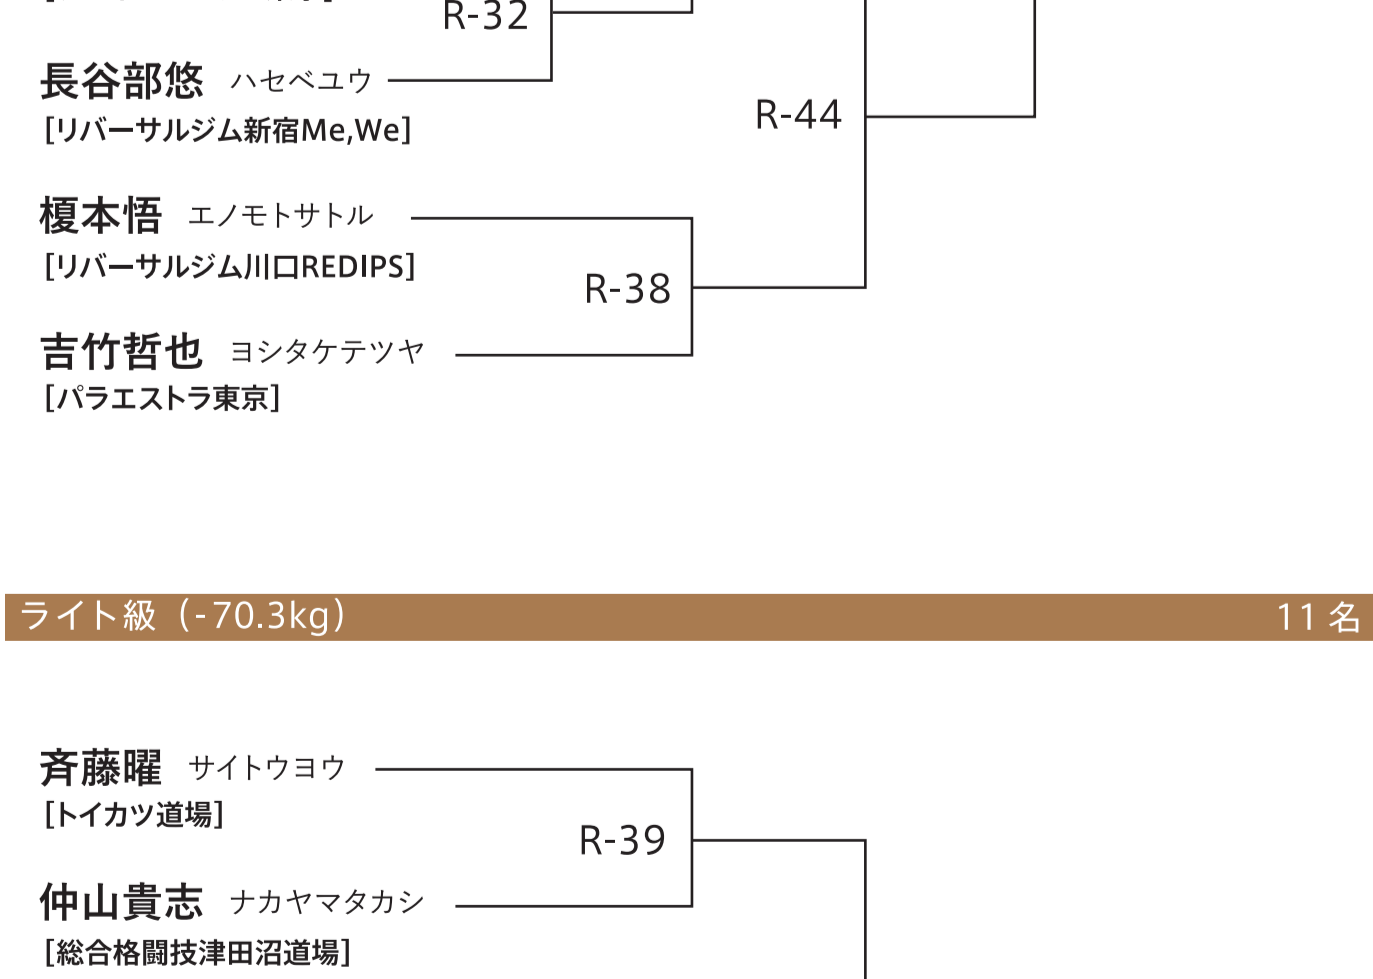 R-32
長谷部悠 ハセベユウ
[リバーサルジム新宿Me,We]
R-44
榎本悟 エノモトサトル
[リバーサルジム川口REDIPS]
R-38
吉竹哲也 ヨシタケテツヤ
[パラエストラ東京]
ライト級（-70.3kg） 11 名
斉藤曜 サイトウヨウ
[トイカツ道場]
R-39
仲山貴志 ナカヤマタカシ
[総合格闘技津田沼道場]